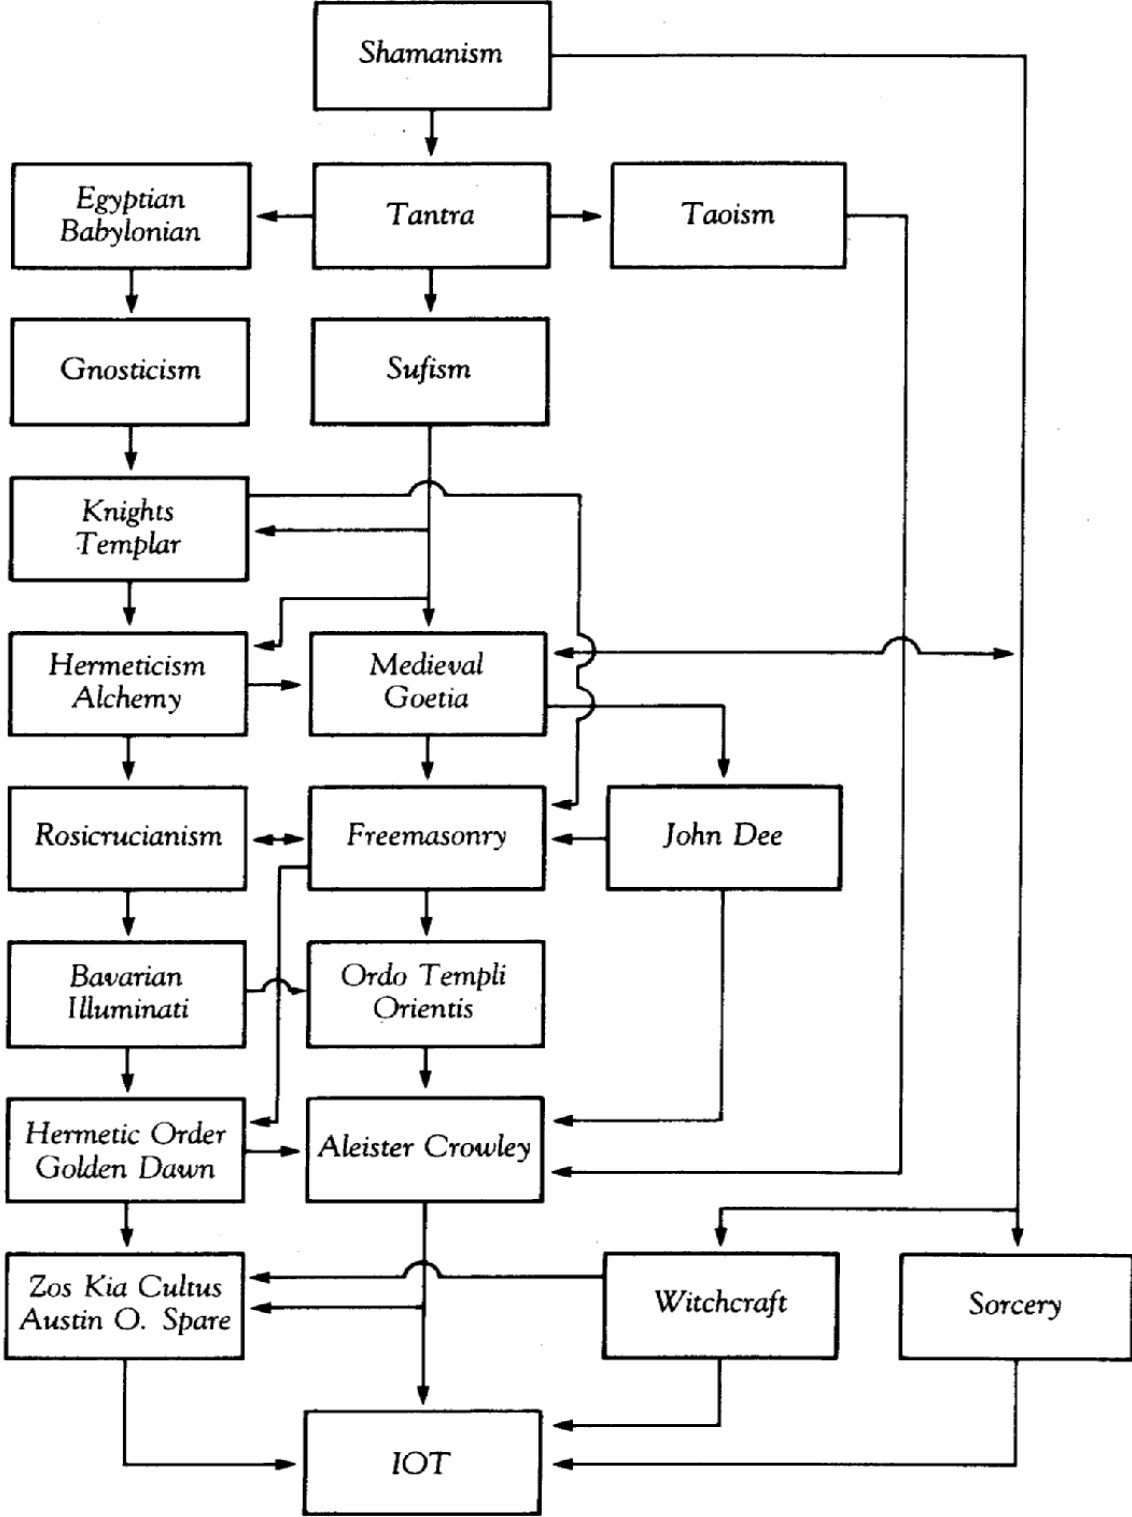 Shamanism
Egyptian
Babylonian
Tantra
Taoism
Gnosticism
Sufism
Knights
Templar
Hermeticism
Alchemy
Medieval
Goetia
Rosicrucianism
Freemasonry
John Dee
Bavarian
Illuminati
Ordo Templi
Orientis
Hermetic Order
Golden Dawn
Aleister Crowley
Zos Kia Cultus
Austin O. Spare
Witchcraft
Sorcery
IOT